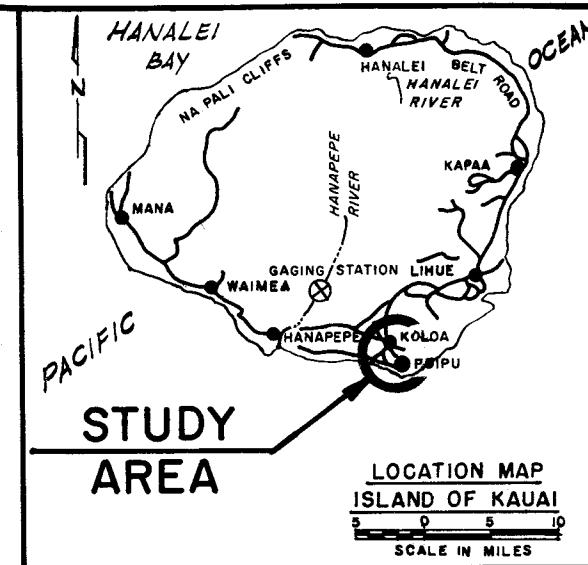 HANALEI
BAY
OCEAN
N
NA PALI CLIFFS
HANALEI
BELT ROAD
HANALEI
RIVER
KAPAA
HANAPEPE
RIVER
MANA
GAGING STATION
LIHUE
WAIMEA
HANAPEPE
KOLOA
POIPU
PACIFIC
STUDY
AREA
LOCATION MAP
ISLAND OF KAUAI
5 0 5 10
SCALE IN MILES